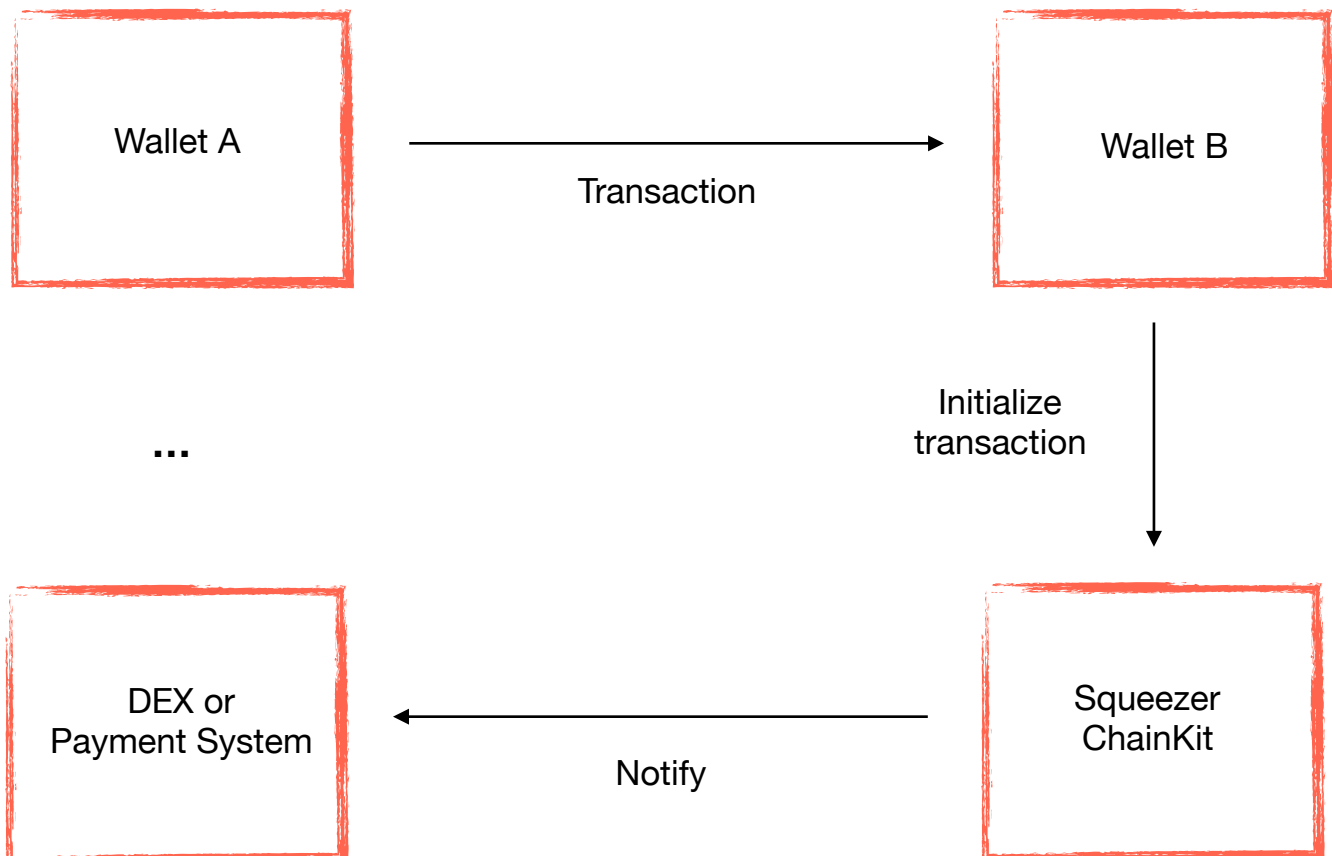 Wallet A
Transaction
Wallet B
Initialize
transaction
...
DEX or
Payment System
Notify
Squeezer
ChainKit